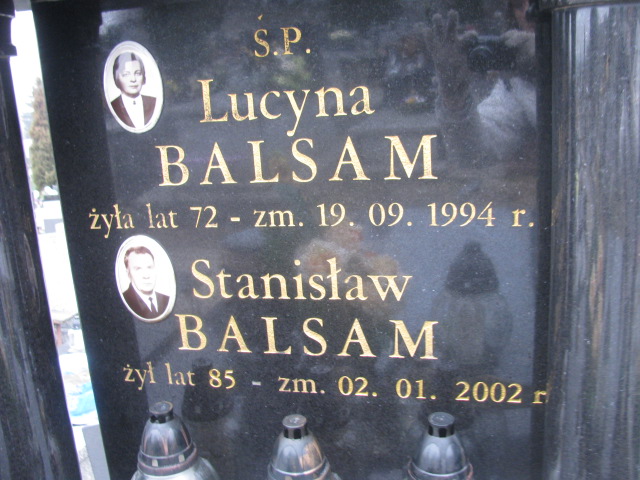 Ś.P.
Lucyna
BALSAM
żyła lat 72 - zm. 19. 09. 1994 r.
Stanisław
BALSAM
żył lat 85 - zm. 02. 01. 2002 r